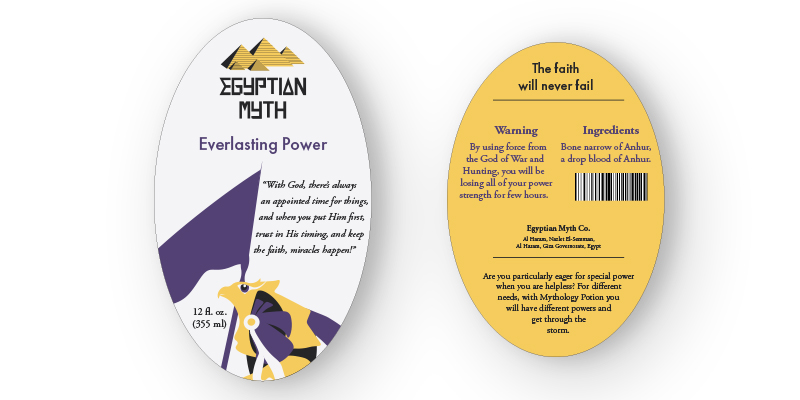 EGYPTIAN
MYTH
Everlasting Power
"With God, there's always
an appointed time for things,
and when you put Him first,
trust in His timing, and keep
the faith, miracles happen!"
12 fl. oz.
(355 ml)
The faith
will never fail
Warning
By using force from
the God of War and
Hunting, you will be
losing all of your power
strength for few hours.
Ingredients
Bone narrow of Anhur,
a drop blood of Anhur.
Egyptian Myth Co.
Al Haram, Nazlet El-Semman,
Al Haram, Giza Governorate, Egypt
Are you particularly eager for special power
when you are helpless? For different
needs, with Mythology Potion you
will have different powers and
get through the
storm.